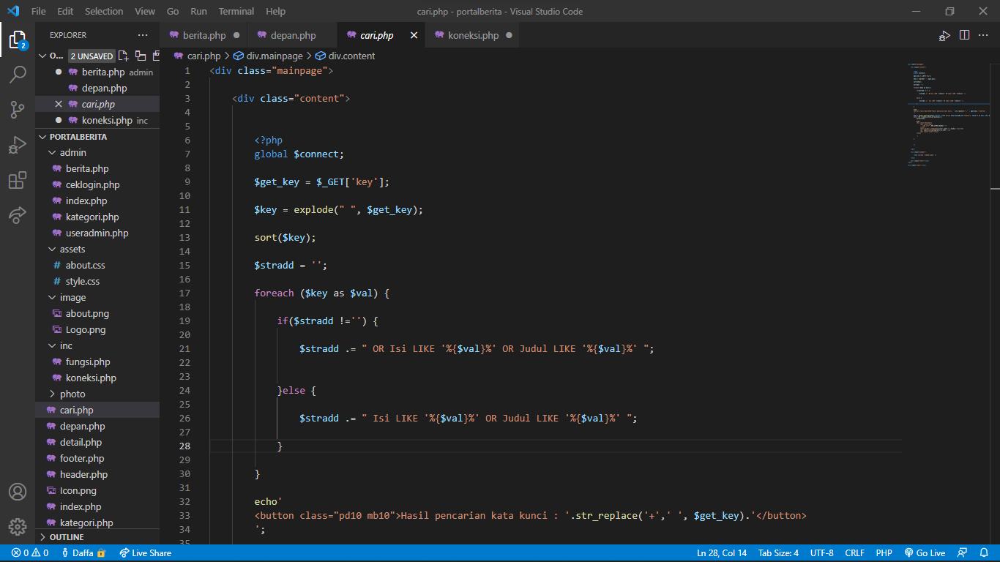 File Edit Selection View Go Run Terminal Help cari.php - portalberita - Visual Studio Code
EXPLORER ...
berita.php depan.php cari.php koneksi.php
O... 2 UNSAVED
berita.php admin
depan.php
cari.php
koneksi.php inc
PORTALBERITA
admin
berita.php
ceklogin.php
index.php
kategori.php
useradmin.php
assets
# about.css
# style.css
image
about.png
Logo.png
inc
fungsi.php
koneksi.php
photo
cari.php
depan.php
detail.php
footer.php
header.php
Icon.png
index.php
kategori.php
OUTLINE
2
cari.php > div.mainpage > div.content
1 <div class="mainpage">
2
3 <div class="content">
4
5
6 <?php
7 global $connect;
8
9 $get_key = $_GET['key'];
10
11 $key = explode(" ", $get_key);
12
13 sort($key);
14
15 $stradd = '';
16
17 foreach ($key as $val) {
18
19 if($stradd !='') {
20
21 $stradd .= " OR Isi LIKE '%{$val}%' OR Judul LIKE '%{$val}%' ";
22
23
24 }else {
25
26 $stradd .= " Isi LIKE '%{$val}%' OR Judul LIKE '%{$val}%' ";
27
28 }
29
30 }
31
32 echo'
33 <button class="pd10 mb10">Hasil pencarian kata kunci : '.str_replace('+',' ', $get_key).'</button>
34 ';
35
0 0 Daffa Live Share Ln 28, Col 14 Tab Size: 4 UTF-8 CRLF PHP Go Live